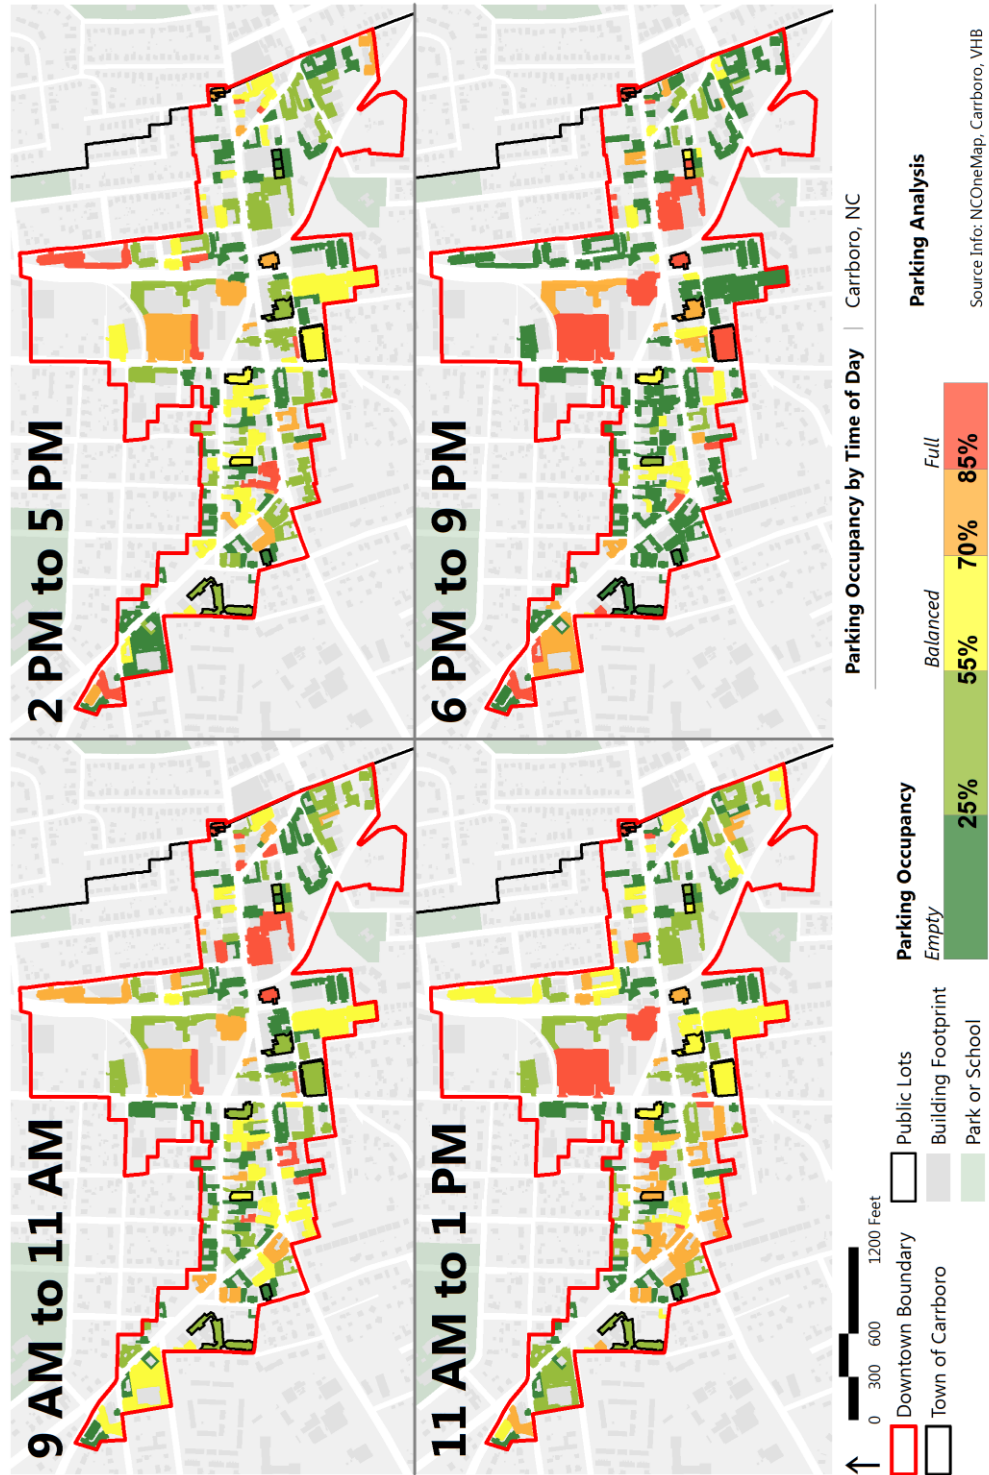 9 AM to 11 AM
2 PM to 5 PM
11 AM to 1 PM
6 PM to 9 PM
0 300 600 1200 Feet
Downtown Boundary
Town of Carrboro
Public Lots
Building Footprint
Park or School
Parking Occupancy by Time of Day | Carrboro, NC
Parking Occupancy
Empty Balanced Full
25% 55% 70% 85%
Parking Analysis
Source Info: NCOneMap, Carrboro, VHB